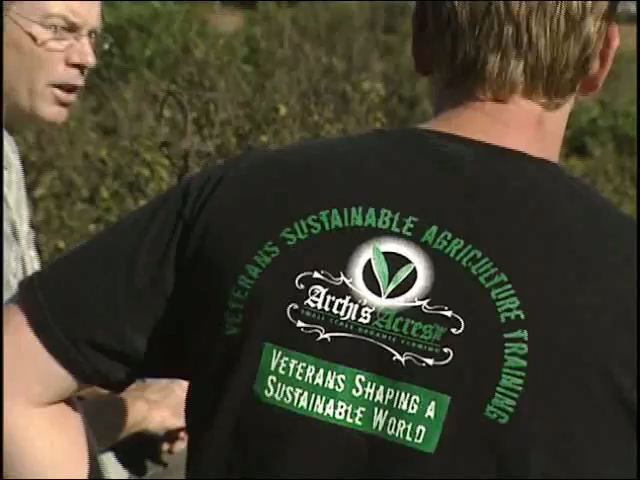 VETERANS SUSTAINABLE AGRICULTURE TRAINING
Archi's Acres
SMALL SCALE ORGANIC FARMING
VETERANS SHAPING A
SUSTAINABLE WORLD